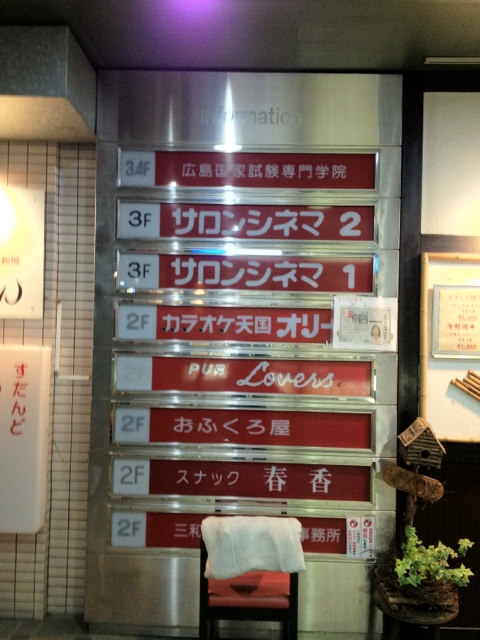 Information
3.4F 広島国家試験専門学院
3F サロンシネマ 2
3F サロンシネマ 1
2F カラオケ天国 オリー
2F PUB Lovers
2F おふくろ屋
2F スナック 春香
2F 三和 事務所
すたんど